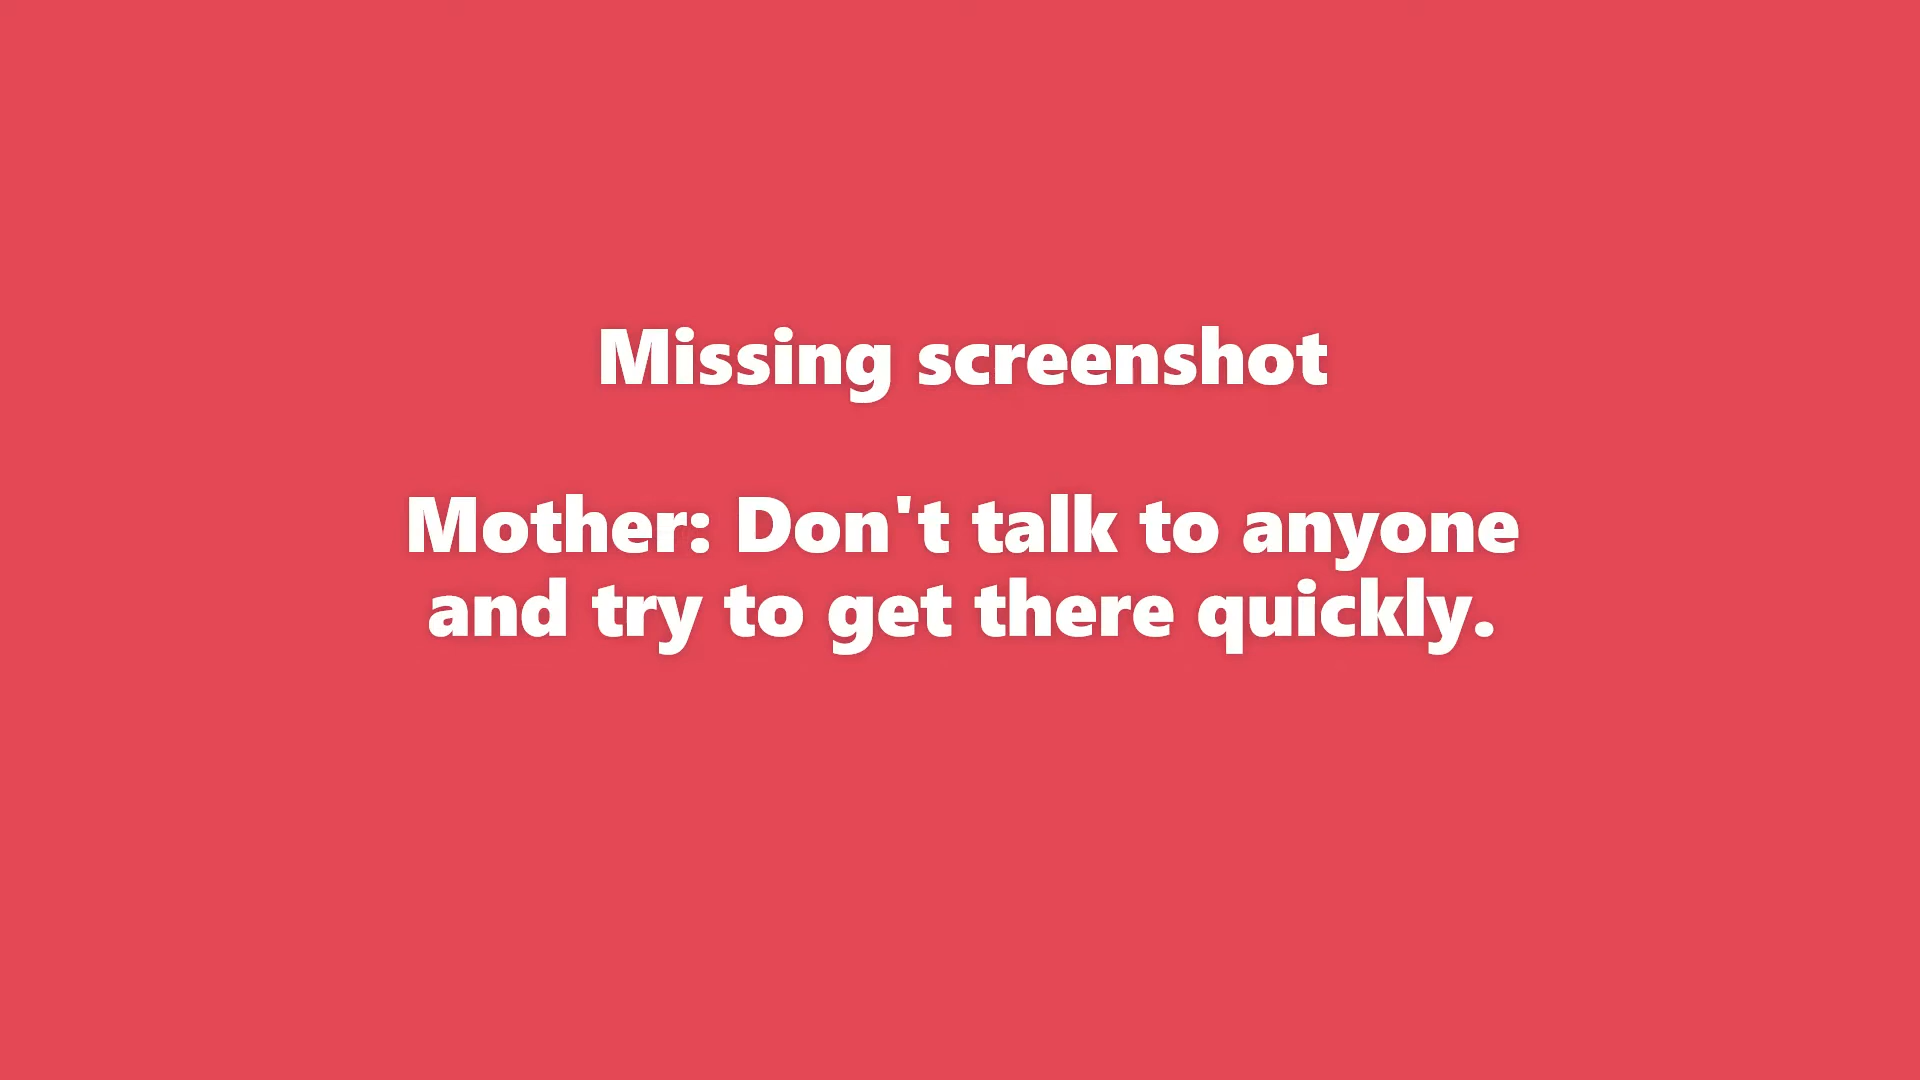 Missing screenshot
Mother: Don't talk to anyone
and try to get there quickly.